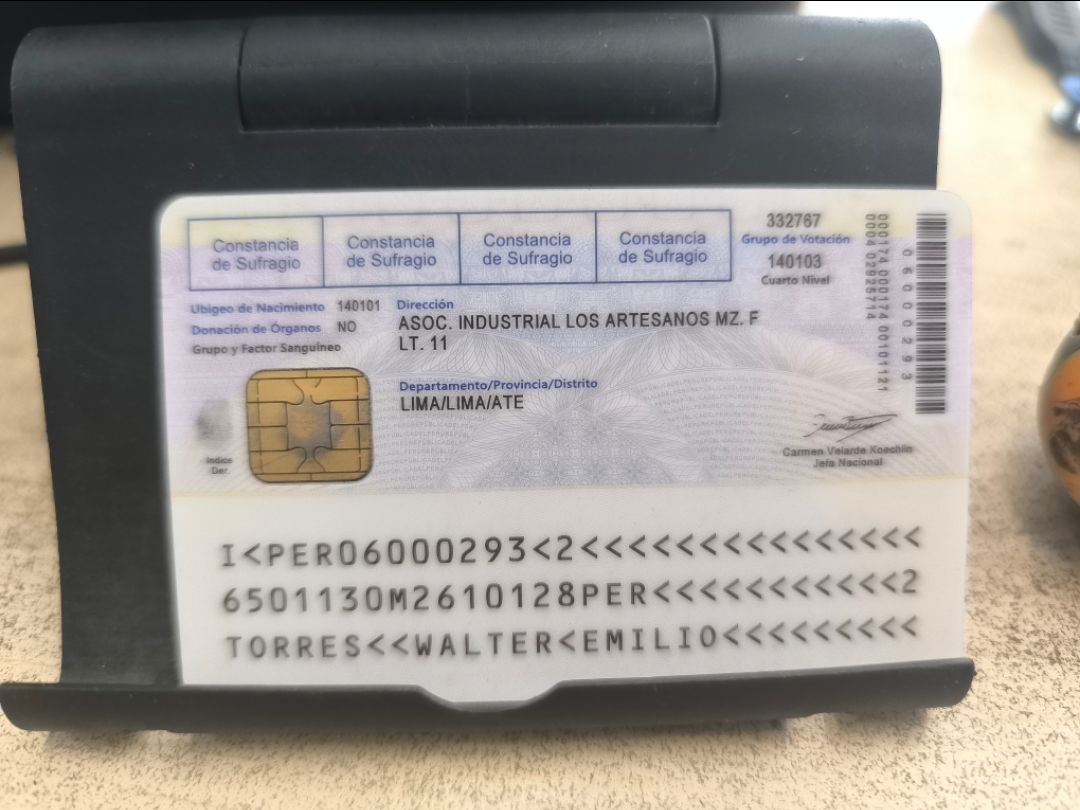 Constancia de Sufragio
Constancia de Sufragio
Constancia de Sufragio
Constancia de Sufragio
332767
Grupo de Votación
140103
Cuarto Nivel
Ubigeo de Nacimiento 140101
Donación de Órganos NO
Grupo y Factor Sanguineo
Dirección
ASOC. INDUSTRIAL LOS ARTESANOS MZ. F
LT. 11
Departamento/Provincia/Distrito
LIMA/LIMA/ATE
Indice
Der.
Carmen Velarde Koechlin
Jefa Nacional
06000293
I<PER06000293<2<<<<<<<<<<<<<<<
6501130M2610128PER<<<<<<<<<<<2
TORRES<<WALTER<EMILIO<<<<<<<<<